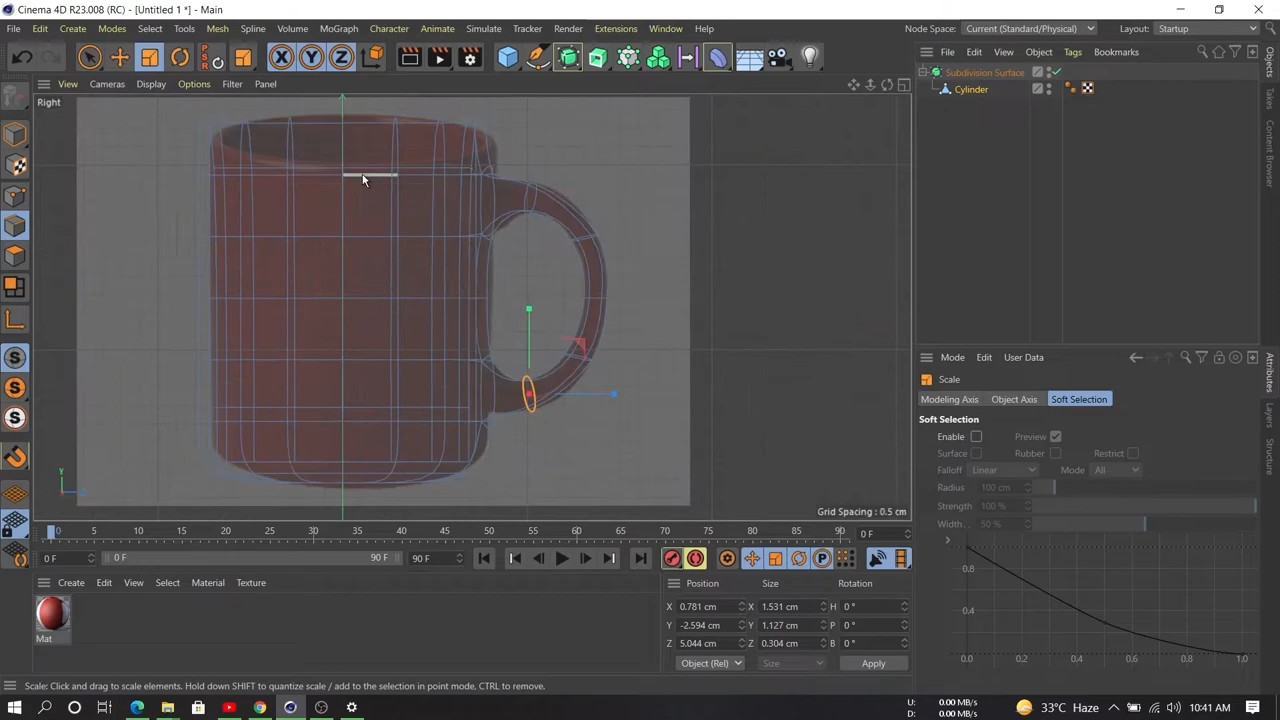 Cinema 4D R23.008 (RC) - [Untitled 1 *] - Main
File Edit Create Modes Select Tools Mesh Spline Volume MoGraph Character Animate Simulate Tracker Render Extensions Window Help
Node Space: Current (Standard/Physical) Layout: Startup
View Cameras Display Options Filter Panel
File Edit View Object Tags Bookmarks
Subdivision Surface
Cylinder
Right
Objects
Takes
Content Browser
Attributes
Layers
Structure
Mode Edit User Data
Scale
Modeling Axis Object Axis Soft Selection
Soft Selection
Enable Preview
Surface Rubber Restrict
Falloff Linear Mode All
Radius 100 cm
Strength 100 %
Width. . 50 %
0.8
0.4
0.0 0.2 0.4 0.6 0.8 1.0
Y
Grid Spacing : 0.5 cm
0 5 10 15 20 25 30 35 40 45 50 55 60 65 70 75 80 85 90 0 F
0 F 0 F 90 F 90 F
Create Edit View Select Material Texture
Mat
Position Size Rotation
X 0.781 cm X 1.531 cm H 0 °
Y -2.594 cm Y 1.127 cm P 0 °
Z 5.044 cm Z 0.304 cm B 0 °
Object (Rel) Size Apply
Scale: Click and drag to scale elements. Hold down SHIFT to quantize scale / add to the selection in point mode, CTRL to remove.
33°C Haze
U: 0.00 MB/s
D: 0.00 MB/s
10:41 AM